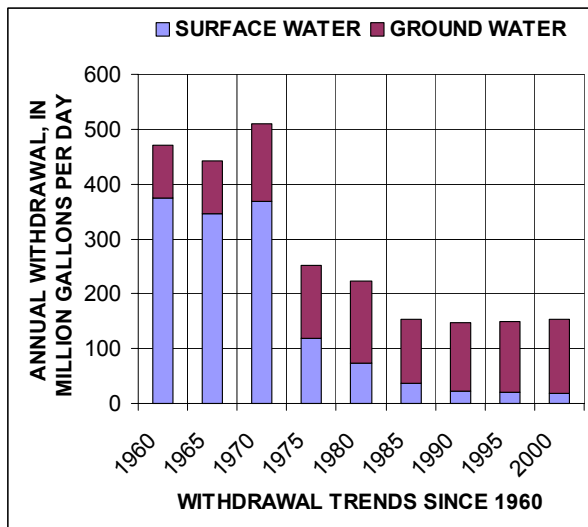 SURFACE WATER GROUND WATER
ANNUAL WITHDRAWAL, IN
MILLION GALLONS PER DAY
600
500
400
300
200
100
0
1960 1965 1970 1975 1980 1985 1990 1995 2000
WITHDRAWAL TRENDS SINCE 1960